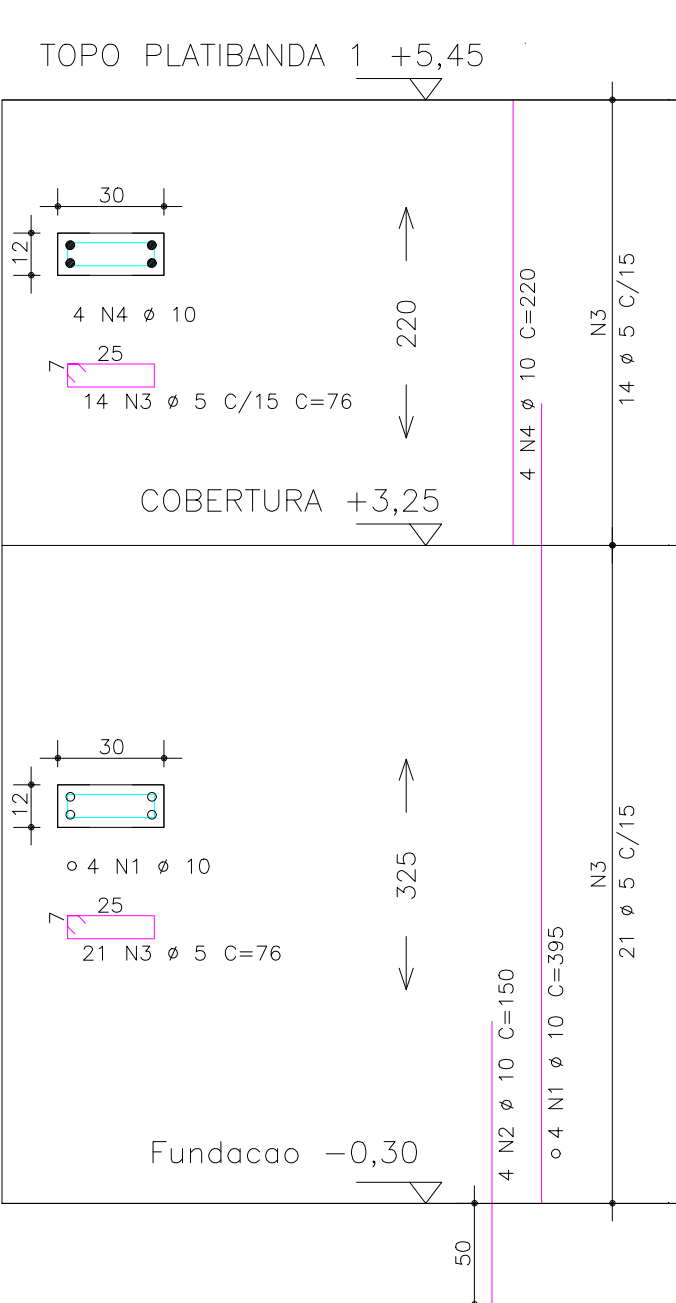 TOPO PLATIBANDA 1 +5,45
30
12
4 N4 ø 10
25
7
14 N3 ø 5 C/15 C=76
220
4 N4 ø 10 C=220
N3
14 ø 5 C/15
COBERTURA +3,25
30
12
4 N1 ø 10
25
7
21 N3 ø 5 C=76
325
4 N2 ø 10 C=150
4 N1 ø 10 C=395
N3
21 ø 5 C/15
Fundacao -0,30
50